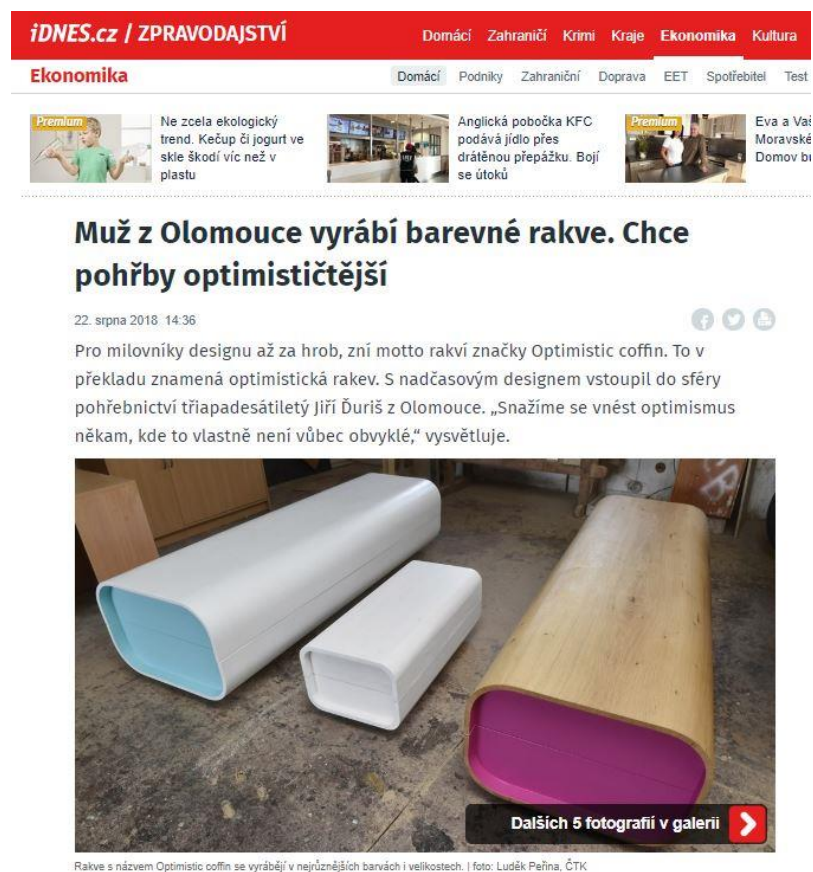 iDNES.cz / ZPRAVODAJSTVÍ
Domácí Zahraničí Krimi Kraje Ekonomika Kultura
Ekonomika
Domácí Podniky Zahraniční Doprava EET Spotřebitel Test
Premium
Ne zcela ekologický
trend. Kečup či jogurt ve
skle škodí víc než v
plastu
Anglická pobočka KFC
podává jídlo přes
drátěnou přepážku. Bojí
se útoků
Premium
Eva a Vaš
Moravské
Domov bu
Muž z Olomouce vyrábí barevné rakve. Chce
pohřby optimističtější
22. srpna 2018 14:36
Pro milovníky designu až za hrob, zní motto rakví značky Optimistic coffin. To v
překladu znamená optimistická rakev. S nadčasovým designem vstoupil do sféry
pohřebnictví třiapadesátiletý Jiří Ďuriš z Olomouce. „Snažíme se vnést optimismus
někam, kde to vlastně není vůbec obvyklé,“ vysvětluje.
Dalších 5 fotografií v galerii
Rakve s názvem Optimistic coffin se vyrábějí v nejrůznějších barvách i velikostech. | foto: Luděk Peřina, ČTK